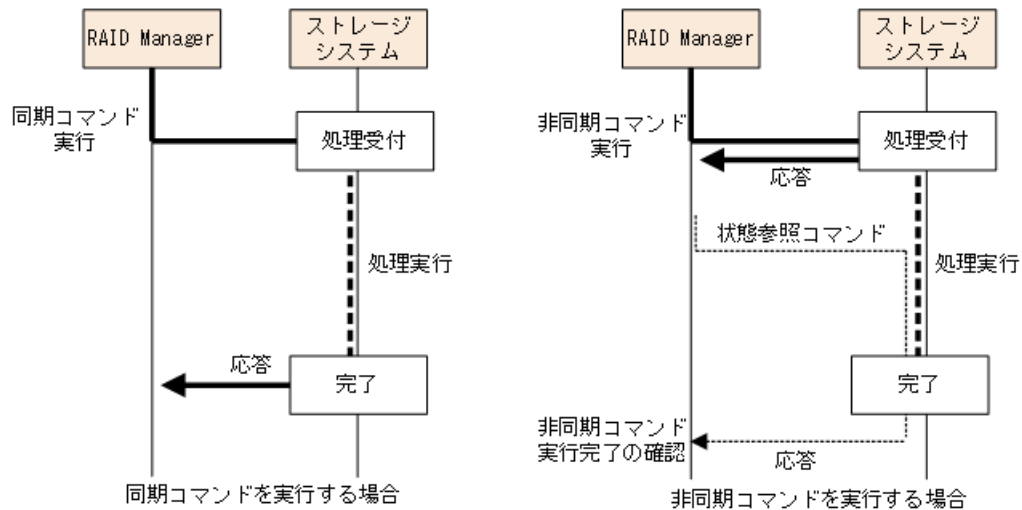 RAID Manager
ストレージ
システム
同期コマンド
実行
処理受付
処理実行
応答
完了
同期コマンドを実行する場合
RAID Manager
ストレージ
システム
非同期コマンド
実行
処理受付
応答
状態参照コマンド
処理実行
完了
非同期コマンド
実行完了の確認
応答
非同期コマンドを実行する場合